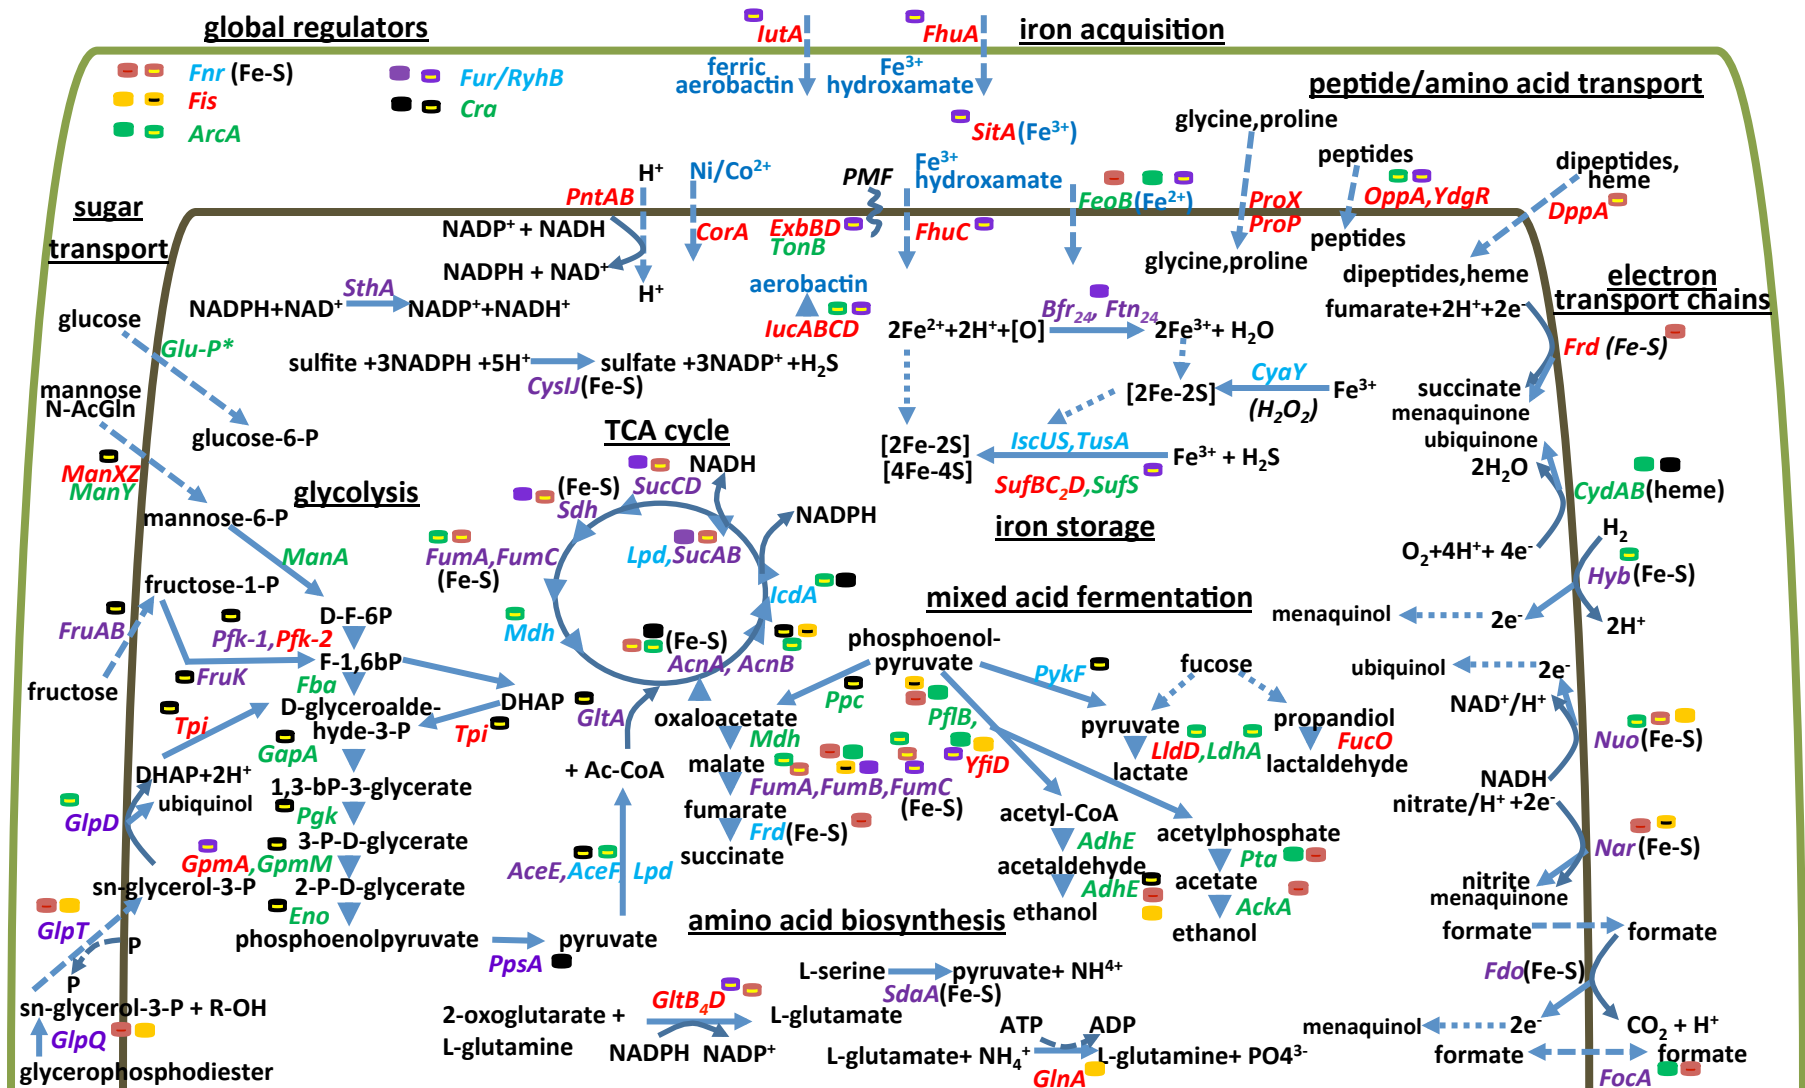 global regulators
Fnr (Fe-S)
Fis
ArcA
Fur/RyhB
Cra
iron acquisition
IutA
FhuA
ferric
aerobactin
Fe³⁺
hydroxamate
SitA(Fe³⁺)
peptide/amino acid transport
glycine,proline
peptides
dipeptides,
heme
OppA,YdgR
DppA
ProX
ProP
peptides
glycine,proline
dipeptides,heme
H⁺
Ni/Co²⁺
PMF
Fe³⁺
hydroxamate
FeoB(Fe²⁺)
PntAB
NADP⁺ + NADH
NADPH + NAD⁺
H⁺
CorA
ExbBD
TonB
FhuC
sugar
transport
SthA
NADPH+NAD⁺
NADP⁺+NADH⁺
aerobactin
IucABCD
glucose
Glu-P*
glucose-6-P
sulfite +3NADPH +5H⁺
sulfate +3NADP⁺ +H₂S
CysIJ(Fe-S)
Bfr₂₄, Ftn₂₄
2Fe²⁺+2H⁺+[O]
2Fe³⁺+ H₂O
CyaY
[2Fe-2S]
Fe³⁺
(H₂O₂)
[2Fe-2S]
[4Fe-4S]
IscUS,TusA
Fe³⁺ + H₂S
SufBC₂D,SufS
iron storage
electron
transport chains
fumarate+2H⁺+2e⁻
Frd (Fe-S)
succinate
menaquinone
ubiquinone
2H₂O
CydAB(heme)
O₂+4H⁺+ 4e⁻
H₂
Hyb(Fe-S)
menaquinol
2e⁻
2H⁺
ubiquinol
2e⁻
NAD⁺/H⁺
Nuo(Fe-S)
NADH
nitrate/H⁺ +2e⁻
Nar(Fe-S)
nitrite
menaquinone
formate
formate
Fdo(Fe-S)
menaquinol
2e⁻
CO₂ + H⁺
formate
formate
FocA
mannose
N-AcGln
ManXZ
ManY
mannose-6-P
glycolysis
ManA
fructose-1-P
FruAB
D-F-6P
Pfk-1,Pfk-2
F-1,6bP
FruK
fructose
Fba
D-glyceroalde-
hyde-3-P
DHAP
Tpi
Tpi
GapA
DHAP+2H⁺
ubiquinol
1,3-bP-3-glycerate
GlpD
Pgk
3-P-D-glycerate
GpmA,GpmM
sn-glycerol-3-P
2-P-D-glycerate
Eno
GlpT
P
phosphoenolpyruvate
pyruvate
PpsA
P
sn-glycerol-3-P + R-OH
GlpQ
glycerophosphodiester
TCA cycle
NADH
SucCD
(Fe-S)
Sdh
NADPH
FumA,FumC
(Fe-S)
Lpd,SucAB
IcdA
Mdh
(Fe-S)
AcnA, AcnB
GltA
+ Ac-CoA
AceE,AceF, Lpd
mixed acid fermentation
phosphoenol-
pyruvate
PykF
fucose
Ppc
PflB,
YfiD
oxaloacetate
Mdh
malate
FumA,FumB,FumC
(Fe-S)
fumarate
Frd(Fe-S)
succinate
pyruvate
LldD,LdhA
lactate
propandiol
FucO
lactaldehyde
acetyl-CoA
AdhE
acetaldehyde
AdhE
ethanol
acetylphosphate
Pta
acetate
AckA
ethanol
amino acid biosynthesis
L-serine
pyruvate+ NH⁴⁺
SdaA(Fe-S)
GltB₄D
2-oxoglutarate +
L-glutamine
L-glutamate
NADPH
NADP⁺
ATP
ADP
L-glutamate+ NH₄⁺
L-glutamine+ PO4³⁻
GlnA